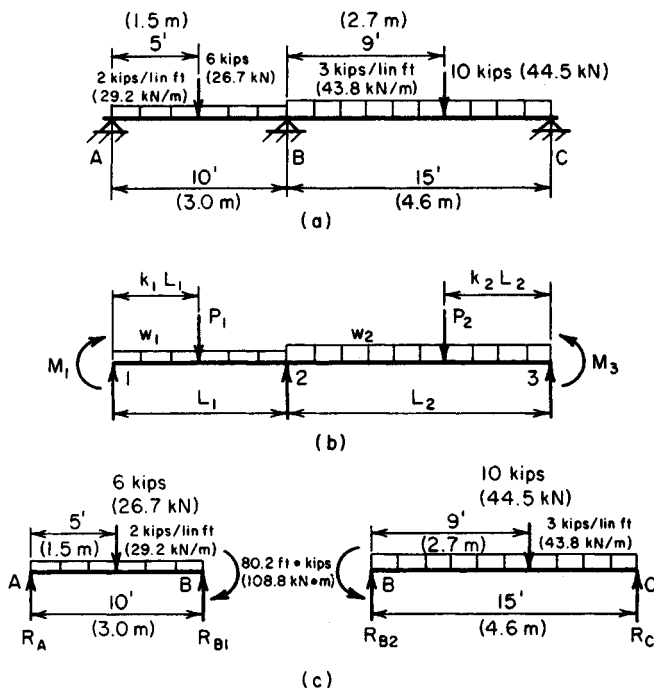 (1.5 m)
5'
6 kips
(26.7 kN)
2 kips/lin ft
(29.2 kN/m)
(2.7 m)
9'
3 kips/lin ft
(43.8 kN/m)
10 kips (44.5 kN)
A
B
C
10'
(3.0 m)
15'
(4.6 m)
(a)
k₁ L₁
P₁
k₂ L₂
P₂
w₁
w₂
M₁
1
2
3
M₃
L₁
L₂
(b)
6 kips
(26.7 kN)
5'
(1.5 m)
2 kips/lin ft
(29.2 kN/m)
A
B
80.2 ft • kips
(108.8 kN•m)
10'
(3.0 m)
R_A
R_B1
10 kips
(44.5 kN)
9'
(2.7 m)
3 kips/lin ft
(43.8 kN/m)
B
C
15'
(4.6 m)
R_B2
R_C
(c)